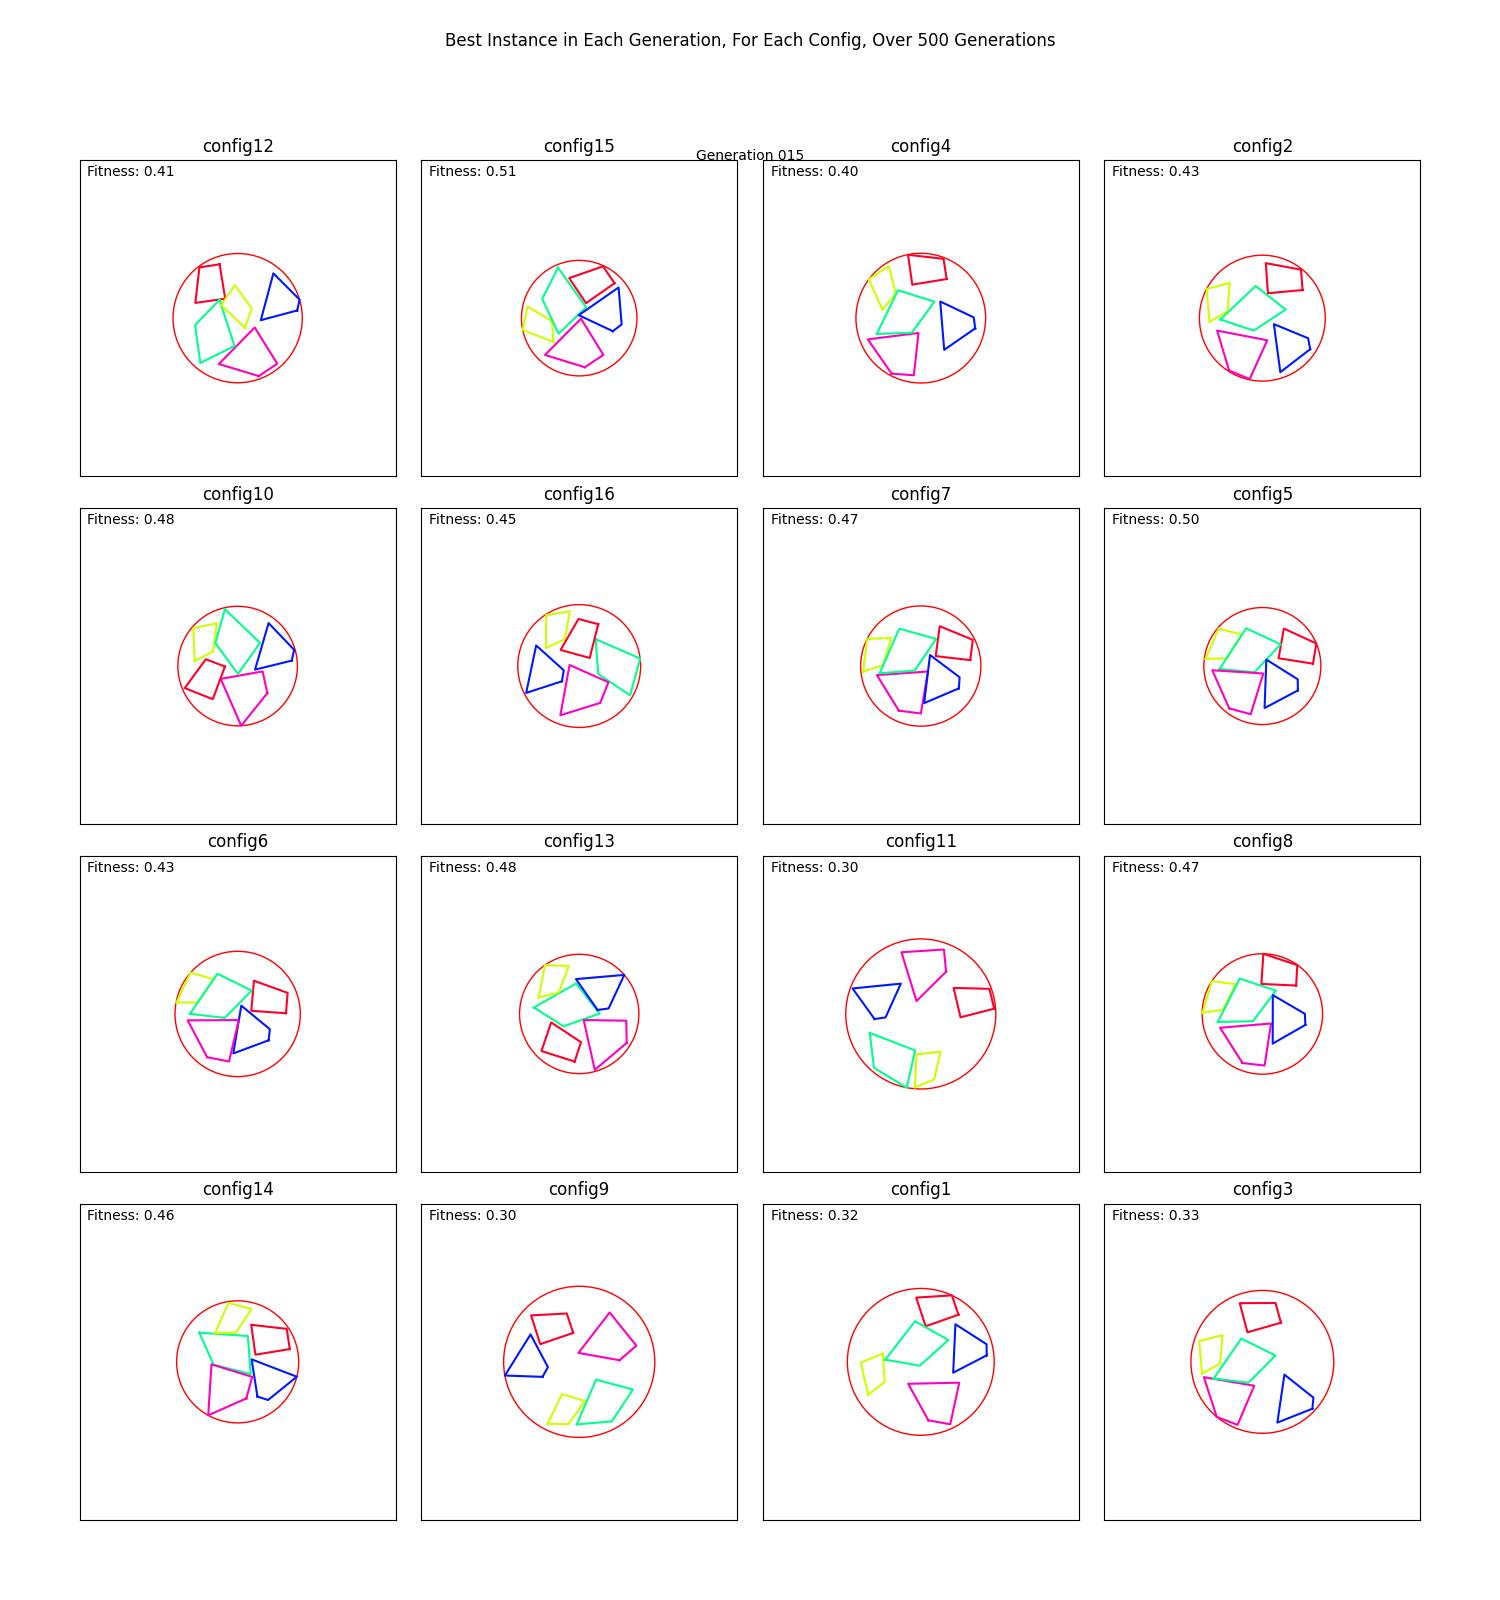 Best Instance in Each Generation, For Each Config, Over 500 Generations
Generation 015
config12
Fitness: 0.41
config15
Fitness: 0.51
config4
Fitness: 0.40
config2
Fitness: 0.43
config10
Fitness: 0.48
config16
Fitness: 0.45
config7
Fitness: 0.47
config5
Fitness: 0.50
config6
Fitness: 0.43
config13
Fitness: 0.48
config11
Fitness: 0.30
config8
Fitness: 0.47
config14
Fitness: 0.46
config9
Fitness: 0.30
config1
Fitness: 0.32
config3
Fitness: 0.33